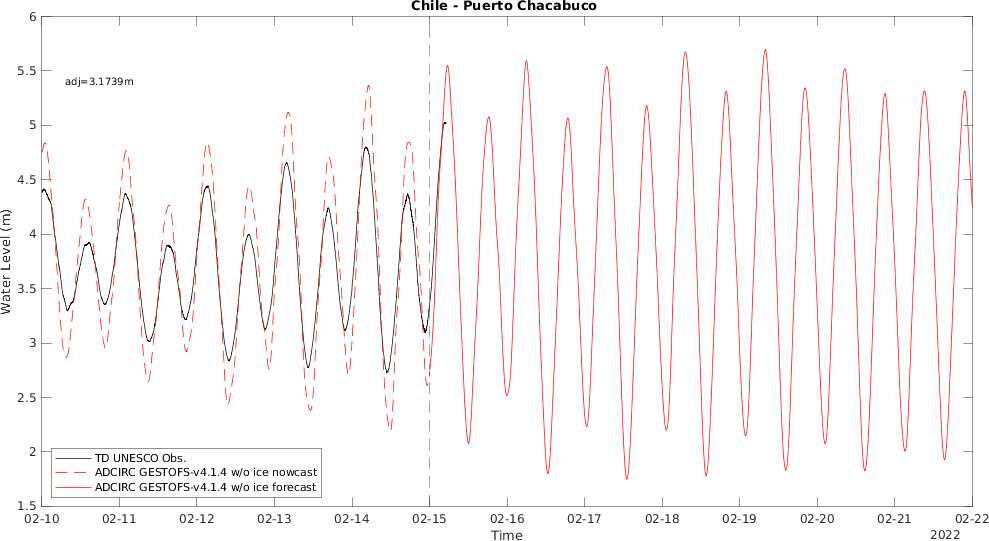 Chile - Puerto Chacabuco
6
5.5
5
4.5
4
3.5
3
2.5
2
1.5
Water Level (m)
adj=3.1739m
TD UNESCO Obs.
ADCIRC GESTOFS-v4.1.4 w/o ice nowcast
ADCIRC GESTOFS-v4.1.4 w/o ice forecast
02-10 02-11 02-12 02-13 02-14 02-15 02-16 02-17 02-18 02-19 02-20 02-21 02-22
Time
2022